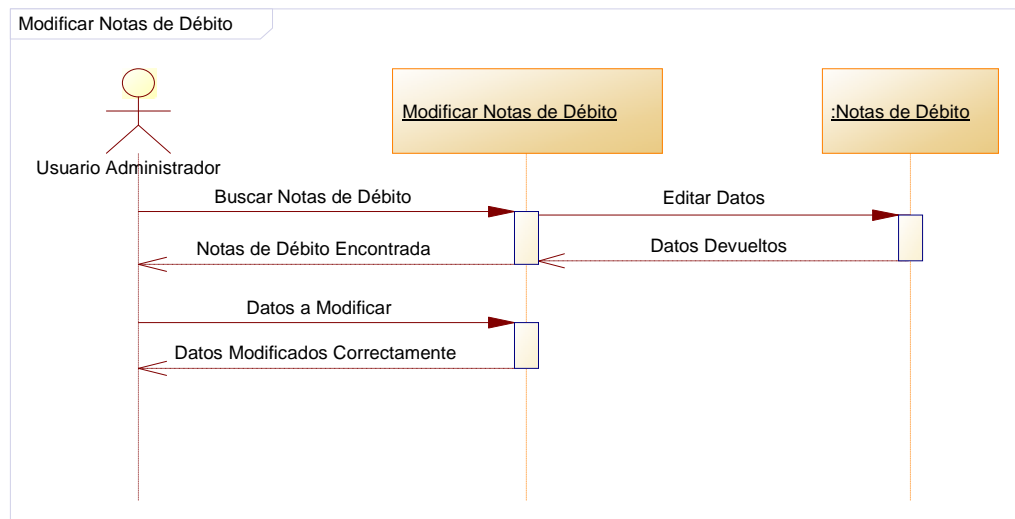 Modificar Notas de Débito
Modificar Notas de Débito
:Notas de Débito
Usuario Administrador
Buscar Notas de Débito
Editar Datos
Notas de Débito Encontrada
Datos Devueltos
Datos a Modificar
Datos Modificados Correctamente